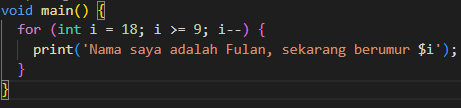 void main() {
  for (int i = 18; i >= 9; i--) {
    print('Nama saya adalah Fulan, sekarang berumur $i');
  }
}